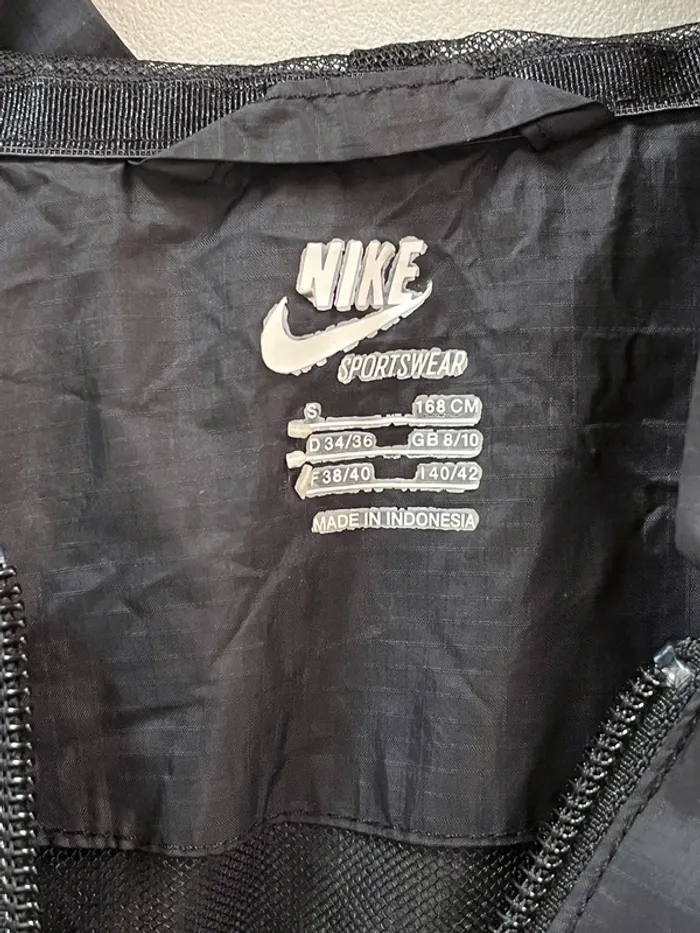 NIKE
SPORTSWEAR
S 168 CM
D 34/36 GB 8/10
F 38/40 I 40/42
MADE IN INDONESIA